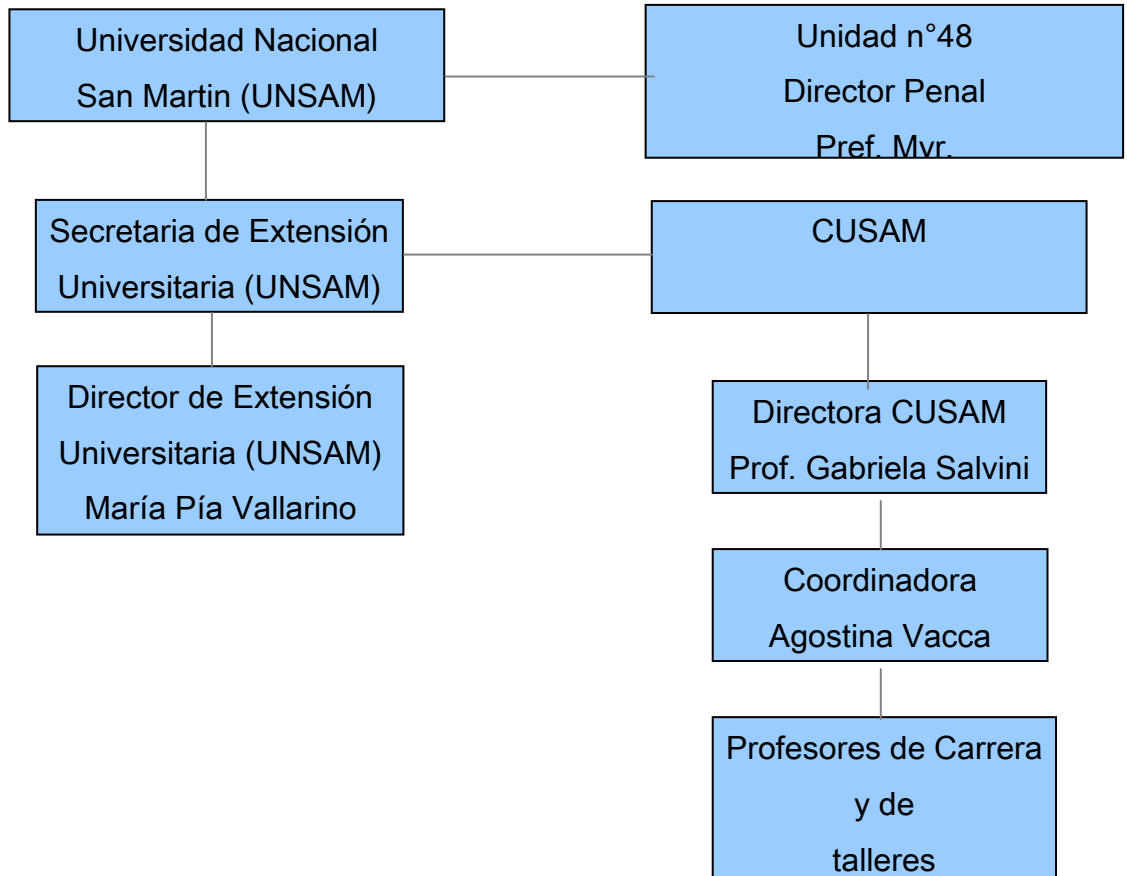 Universidad Nacional
San Martin (UNSAM)
Unidad n°48
Director Penal
Pref. Myr.
Secretaria de Extensión
Universitaria (UNSAM)
CUSAM
Director de Extensión
Universitaria (UNSAM)
María Pía Vallarino
Directora CUSAM
Prof. Gabriela Salvini
Coordinadora
Agostina Vacca
Profesores de Carrera
y de
talleres